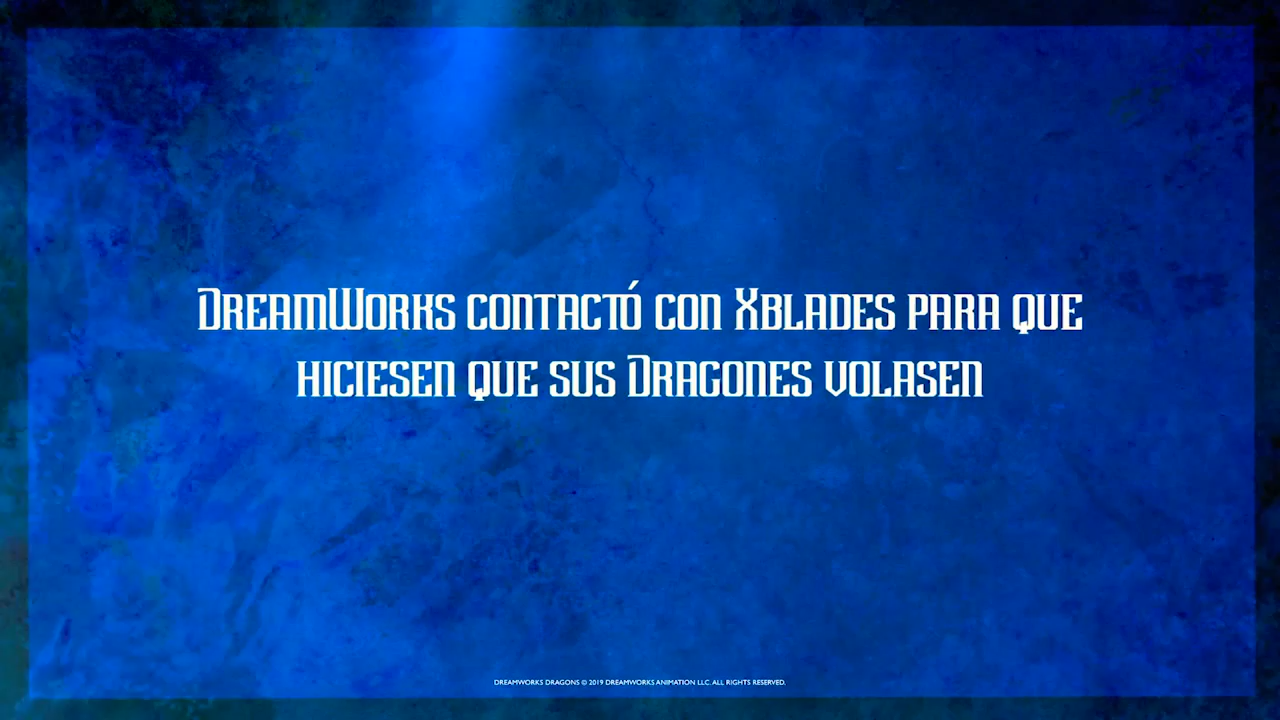 DreamWorks contactó con Xblades para que
hiciesen que sus Dragones volasen
DREAMWORKS DRAGONS © 2019 DREAMWORKS ANIMATION LLC. ALL RIGHTS RESERVED.